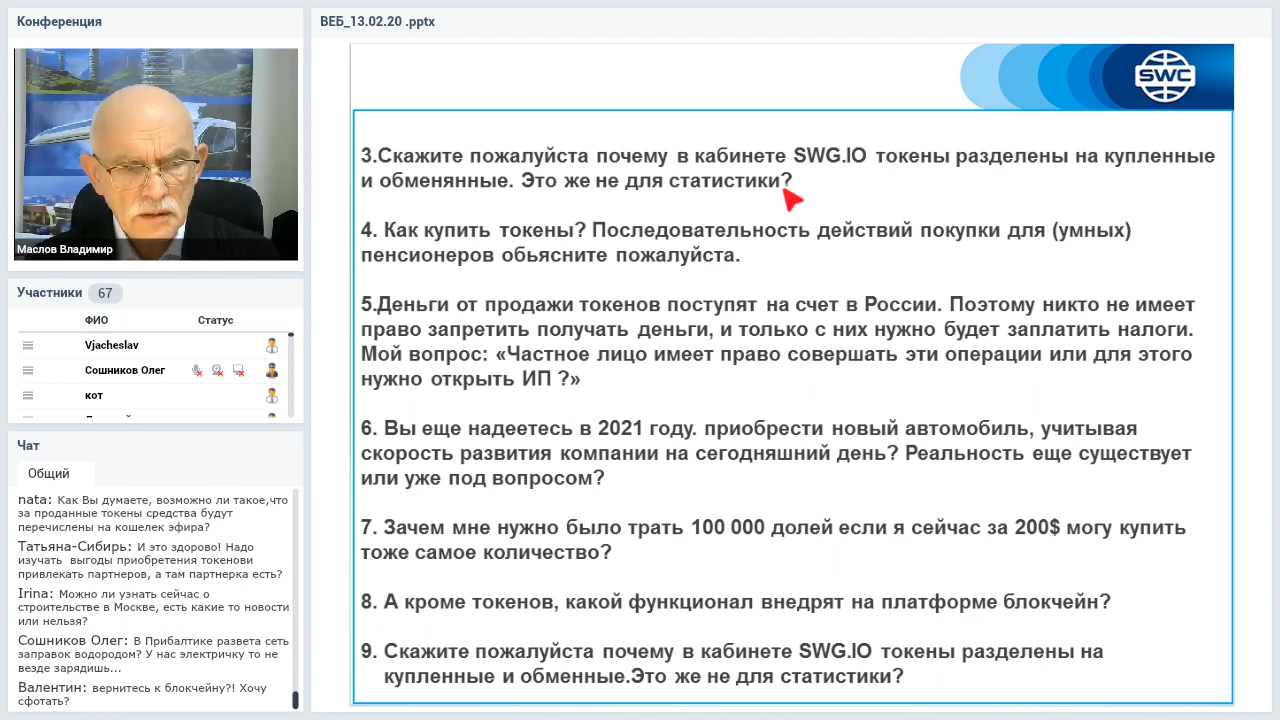 Конференция
Маслов Владимир
Участники 67
ФИО Статус
Vjacheslav
Сошников Олег
кот
Чат
Общий
nata: Как Вы думаете, возможно ли такое,что
за проданные токены средства будут
перечислены на кошелек эфира?
Татьяна-Сибирь: И это здорово! Надо
изучать выгоды приобретения токенови
привлекать партнеров, а там партнерка есть?
Irina: Можно ли узнать сейчас о
строительстве в Москве, есть какие то новости
или нельзя?
Сошников Олег: В Прибалтике развета сеть
заправок водородом? У нас электричку то не
везде зарядишь...
Валентин: вернитесь к блокчейну?! Хочу
сфотать?
ВЕБ_13.02.20 .pptx
SWC
3.Скажите пожалуйста почему в кабинете SWG.IO токены разделены на купленные
и обменянные. Это же не для статистики?
4. Как купить токены? Последовательность действий покупки для (умных)
пенсионеров обьясните пожалуйста.
5.Деньги от продажи токенов поступят на счет в России. Поэтому никто не имеет
право запретить получать деньги, и только с них нужно будет заплатить налоги.
Мой вопрос: «Частное лицо имеет право совершать эти операции или для этого
нужно открыть ИП ?»
6. Вы еще надеетесь в 2021 году. приобрести новый автомобиль, учитывая
скорость развития компании на сегодняшний день? Реальность еще существует
или уже под вопросом?
7. Зачем мне нужно было трать 100 000 долей если я сейчас за 200$ могу купить
тоже самое количество?
8. А кроме токенов, какой функционал внедрят на платформе блокчейн?
9. Скажите пожалуйста почему в кабинете SWG.IO токены разделены на
купленные и обменные.Это же не для статистики?